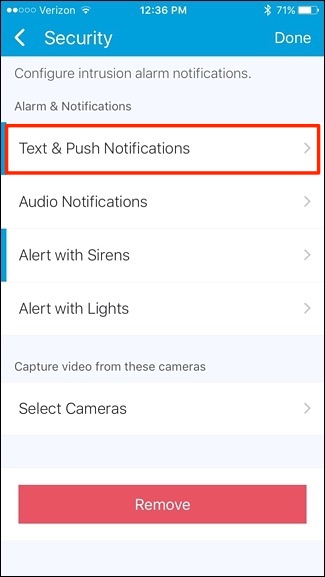 Verizon 12:36 PM 71%
Security Done
Configure intrusion alarm notifications.
Alarm & Notifications
Text & Push Notifications
Audio Notifications
Alert with Sirens
Alert with Lights
Capture video from these cameras
Select Cameras
Remove